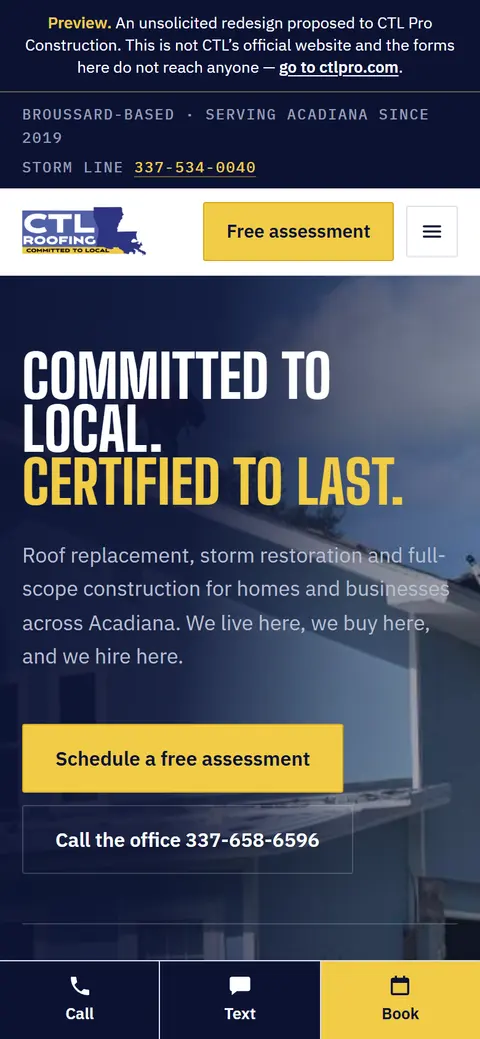 Preview. An unsolicited redesign proposed to CTL Pro
Construction. This is not CTL’s official website and the forms
here do not reach anyone — go to ctlpro.com.
BROUSSARD-BASED · SERVING ACADIANA SINCE
2019
STORM LINE 337-534-0040
CTL
ROOFING
COMMITTED TO LOCAL
Free assessment
COMMITTED TO
LOCAL.
CERTIFIED TO LAST.
Roof replacement, storm restoration and full-
scope construction for homes and businesses
across Acadiana. We live here, we buy here,
and we hire here.
Schedule a free assessment
Call the office 337-658-6596
Call
Text
Book